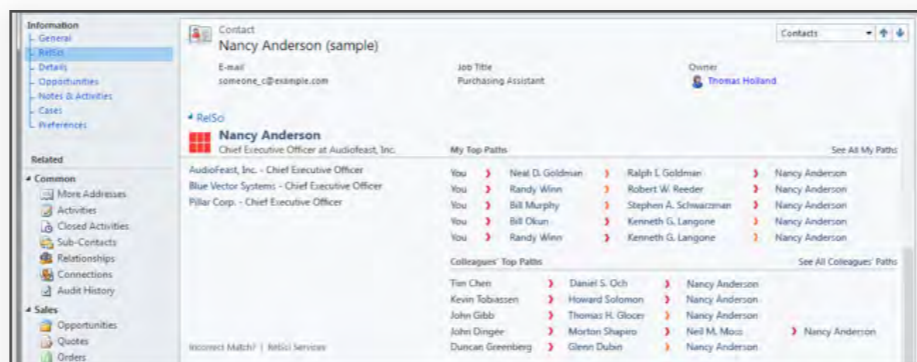 Information
General
RelSci
Details
Opportunities
Notes & Activities
Cases
Preferences
Related
Common
More Addresses
Activities
Closed Activities
Sub-Contacts
Relationships
Connections
Audit History
Sales
Opportunities
Quotes
Orders
Contact
Nancy Anderson (sample)
Contacts
E-mail Job Title Owner
someone_c@example.com Purchasing Assistant Thomas Holland
RelSci
Nancy Anderson
Chief Executive Officer at Audiofeast, Inc.
AudioFeast, Inc. - Chief Executive Officer
Blue Vector Systems - Chief Executive Officer
Pillar Corp. - Chief Executive Officer
Incorrect Match? | RelSci Services
My Top Paths See All My Paths
You Neal D. Goldman Ralph I. Goldman Nancy Anderson
You Randy Winn Robert W. Reeder Nancy Anderson
You Bill Murphy Stephen A. Schwarzman Nancy Anderson
You Bill Okun Kenneth G. Langone Nancy Anderson
You Randy Winn Kenneth G. Langone Nancy Anderson
Colleagues' Top Paths See All Colleagues' Paths
Tim Chen Daniel S. Och Nancy Anderson
Kevin Tobiassen Howard Solomon Nancy Anderson
John Gibb Thomas H. Glocer Nancy Anderson
John Dingee Morton Shapiro Neil M. Moss Nancy Anderson
Duncan Greenberg Glenn Dubin Nancy Anderson